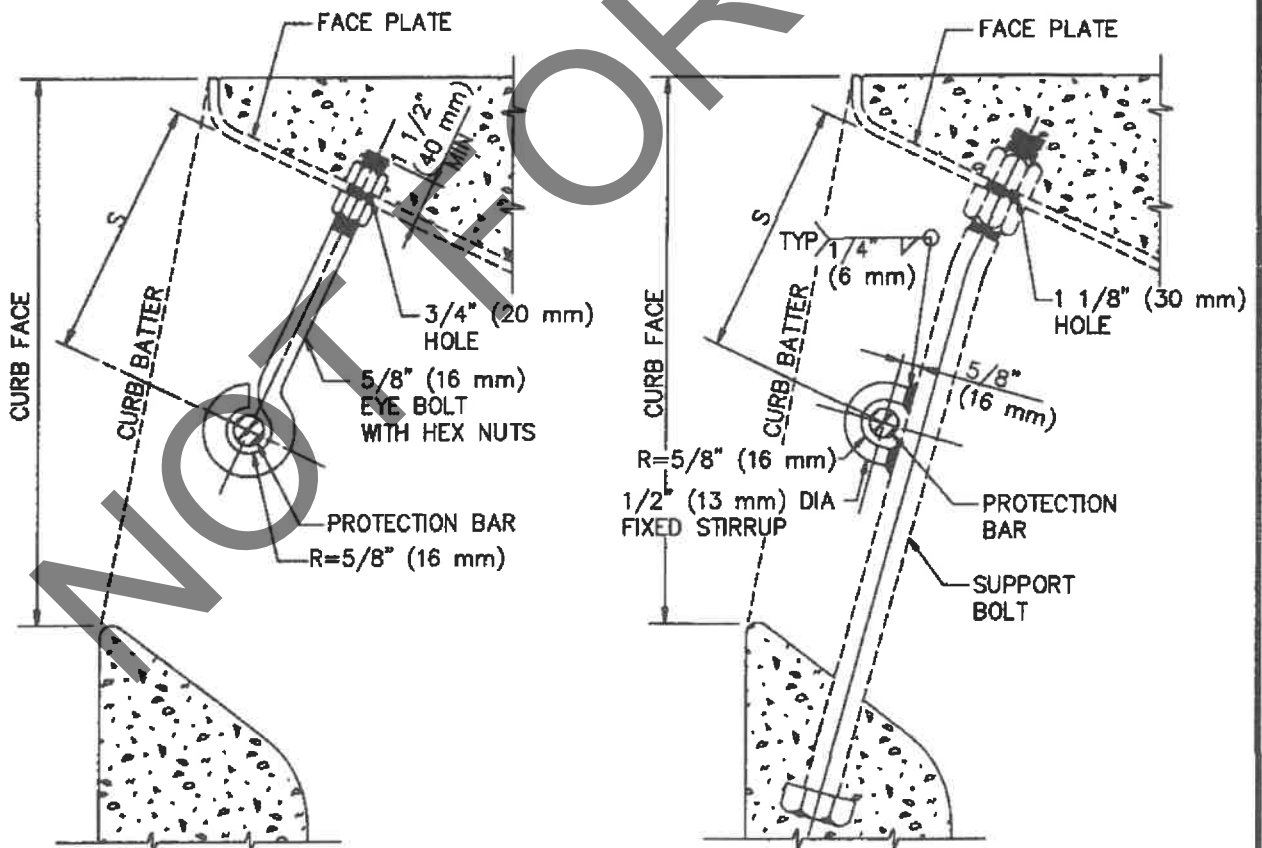 FACE PLATE
1 1/2"
(40 mm)
MIN
S
CURB FACE
CURB BATTER
3/4" (20 mm)
HOLE
5/8" (16 mm)
EYE BOLT
WITH HEX NUTS
PROTECTION BAR
R=5/8" (16 mm)
FACE PLATE
S
TYP
1/4"
(6 mm)
CURB FACE
CURB BATTER
1 1/8" (30 mm)
HOLE
5/8"
(16 mm)
R=5/8" (16 mm)
1/2" (13 mm) DIA
FIXED STIRRUP
PROTECTION
BAR
SUPPORT
BOLT
NOT FOR